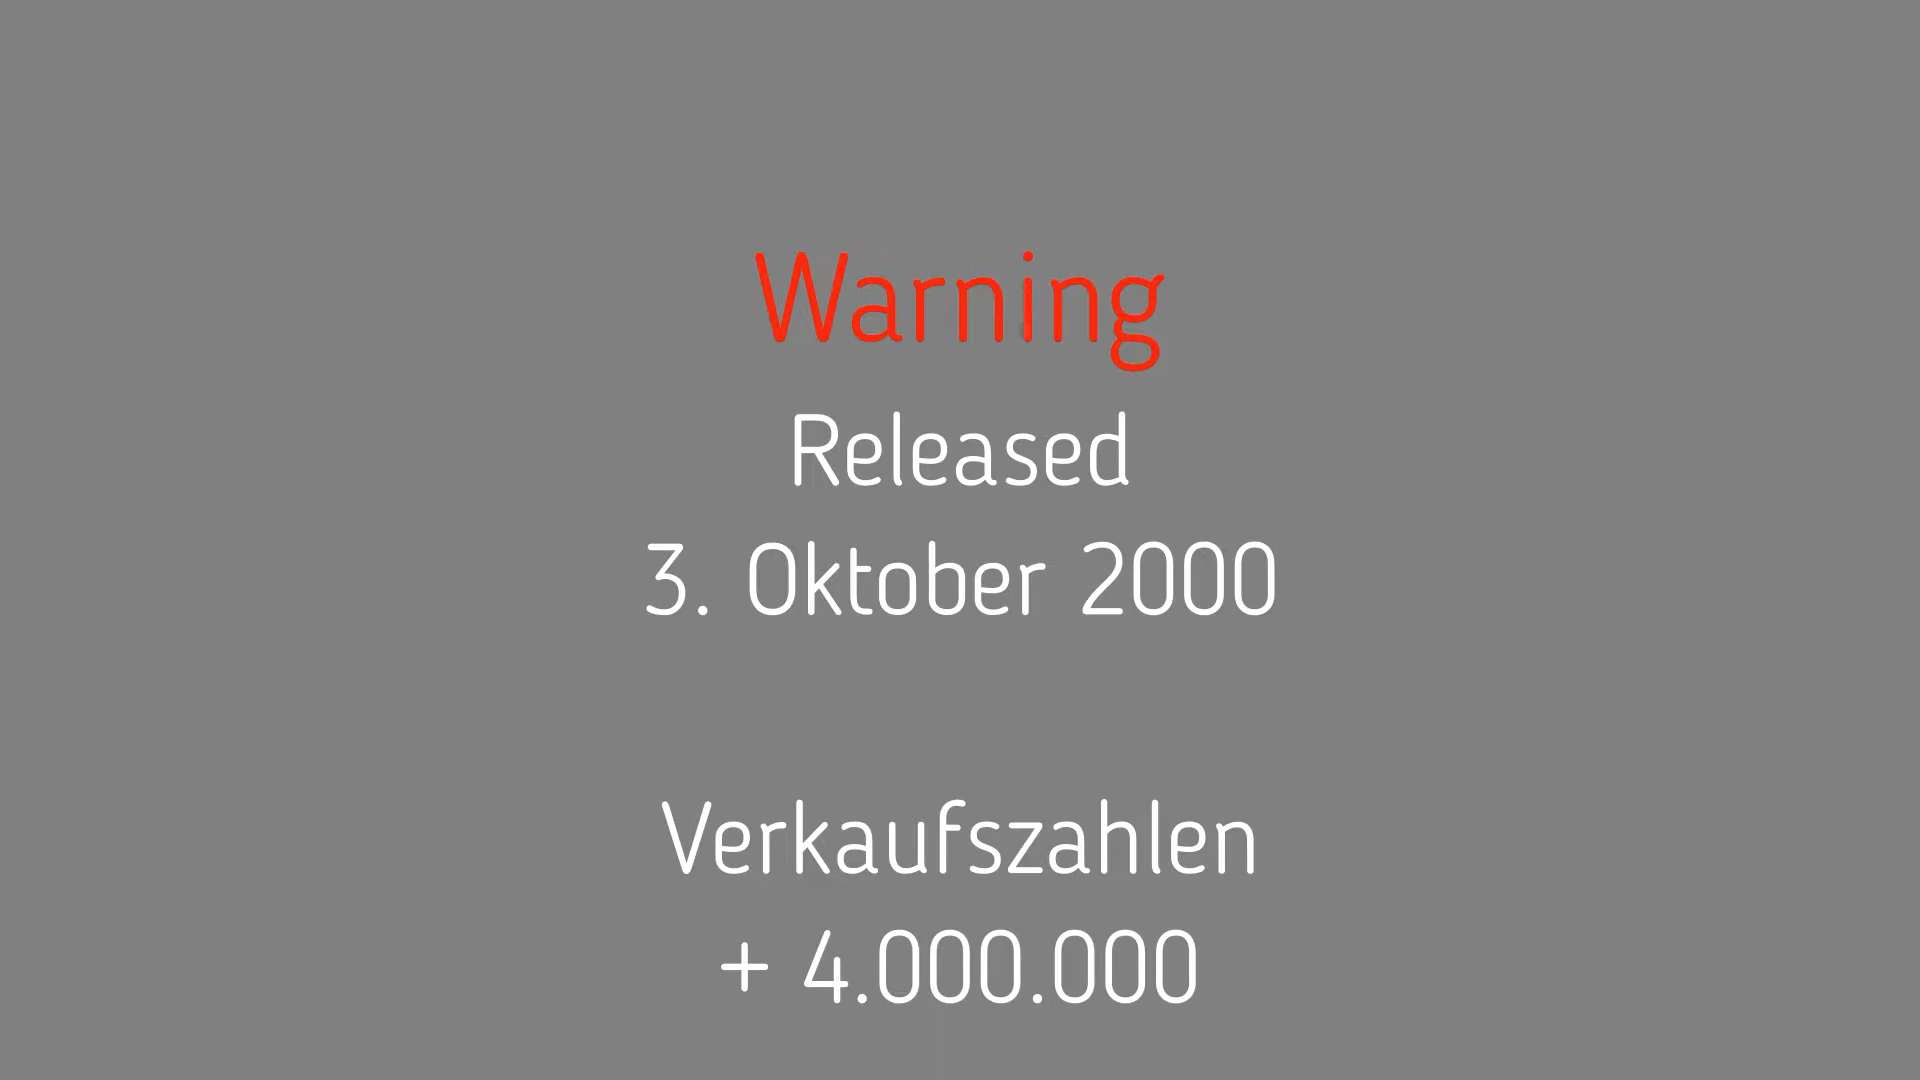 Warning
Released
3. Oktober 2000
Verkaufszahlen
+ 4.000.000